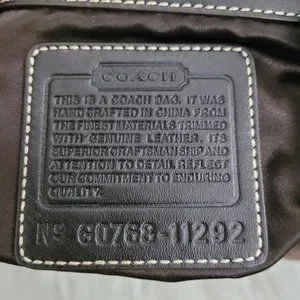 COACH
THIS IS A COACH BAG. IT WAS
HANDCRAFTED IN CHINA FROM
THE FINEST MATERIALS TRIMMED
WITH GENUINE LEATHER. ITS
SUPERIOR CRAFTSMANSHIP AND
ATTENTION TO DETAIL REFLECT
OUR COMMITMENT TO ENDURING
QUALITY.
Nº G0768-11292